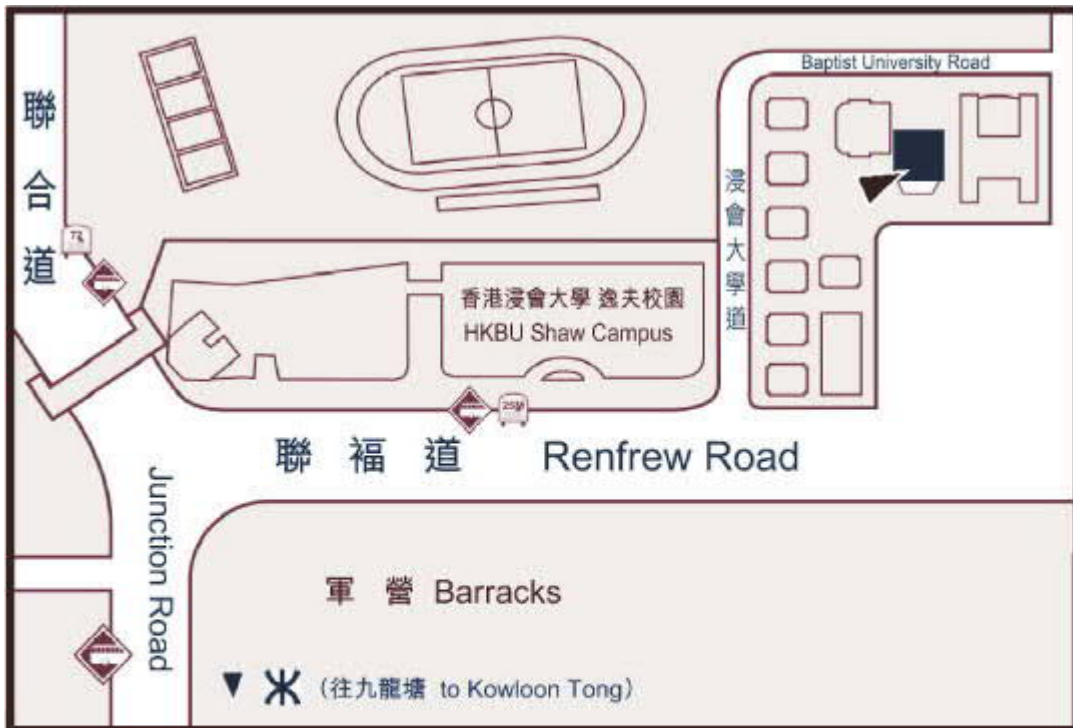 Baptist University Road
聯合道
浸會大學道
香港浸會大學 逸夫校園
HKBU Shaw Campus
25M
聯褔道 Renfrew Road
Junction Road
軍營 Barracks
(往九龍塘 to Kowloon Tong)